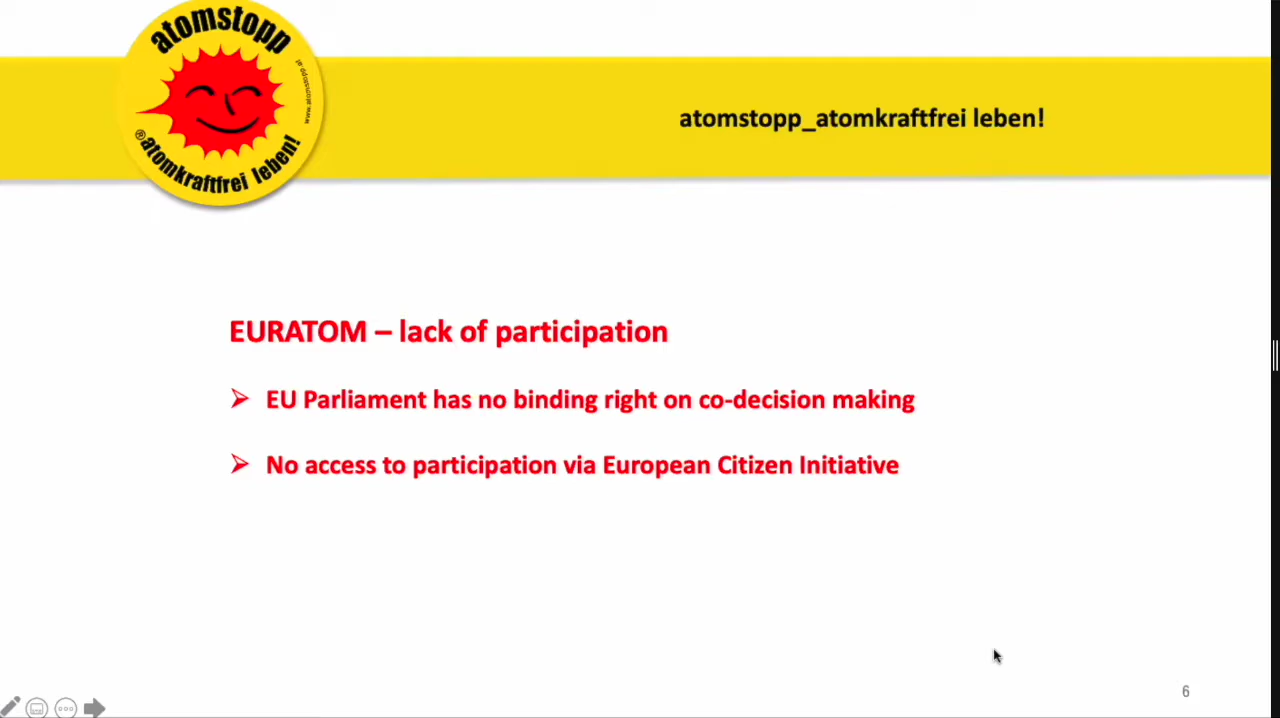 atomstopp
www.atomstopp.at
® atomkraftfrei leben!
atomstopp_atomkraftfrei leben!
EURATOM – lack of participation
➢ EU Parliament has no binding right on co-decision making
➢ No access to participation via European Citizen Initiative
6